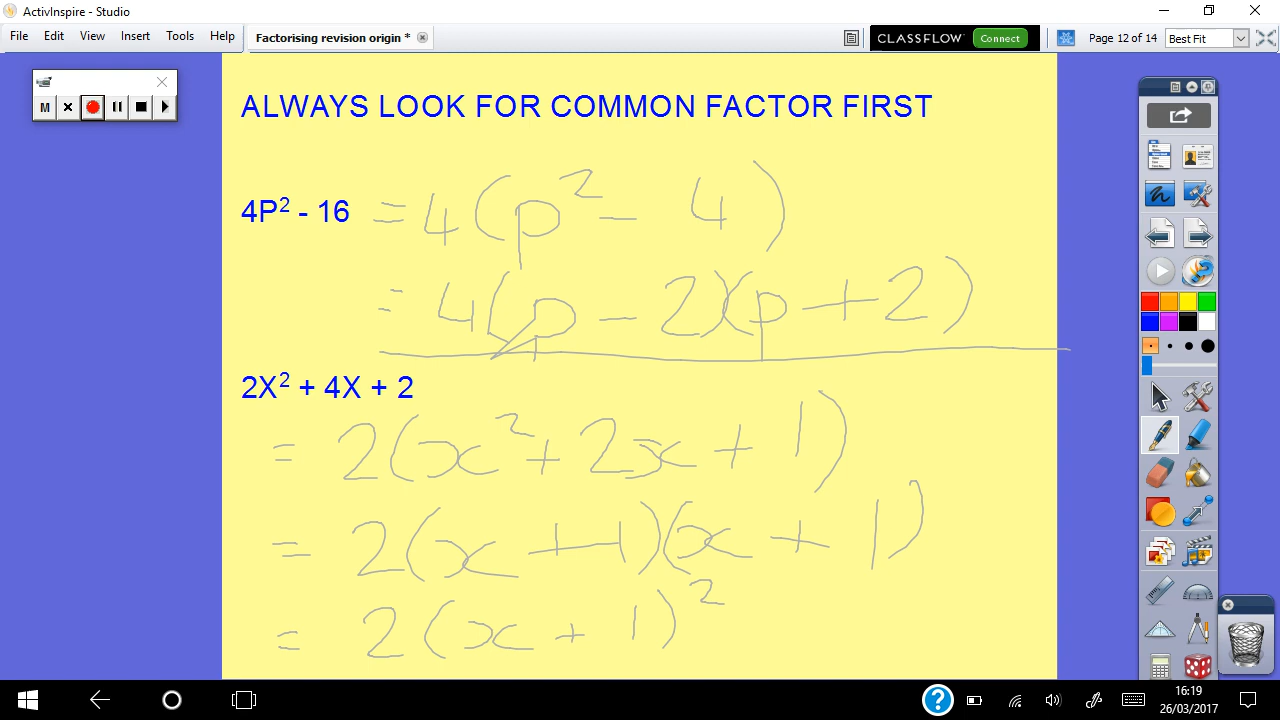 ActivInspire - Studio
File Edit View Insert Tools Help
Factorising revision origin *
CLASSFLOW Connect
Page 12 of 14 Best Fit
M
ALWAYS LOOK FOR COMMON FACTOR FIRST
4P² - 16 = 4(p² - 4)
= 4(p - 2)(p + 2)
2X² + 4X + 2
= 2(x² + 2x + 1)
= 2(x + 1)(x + 1)
= 2(x + 1)²
16:19
26/03/2017